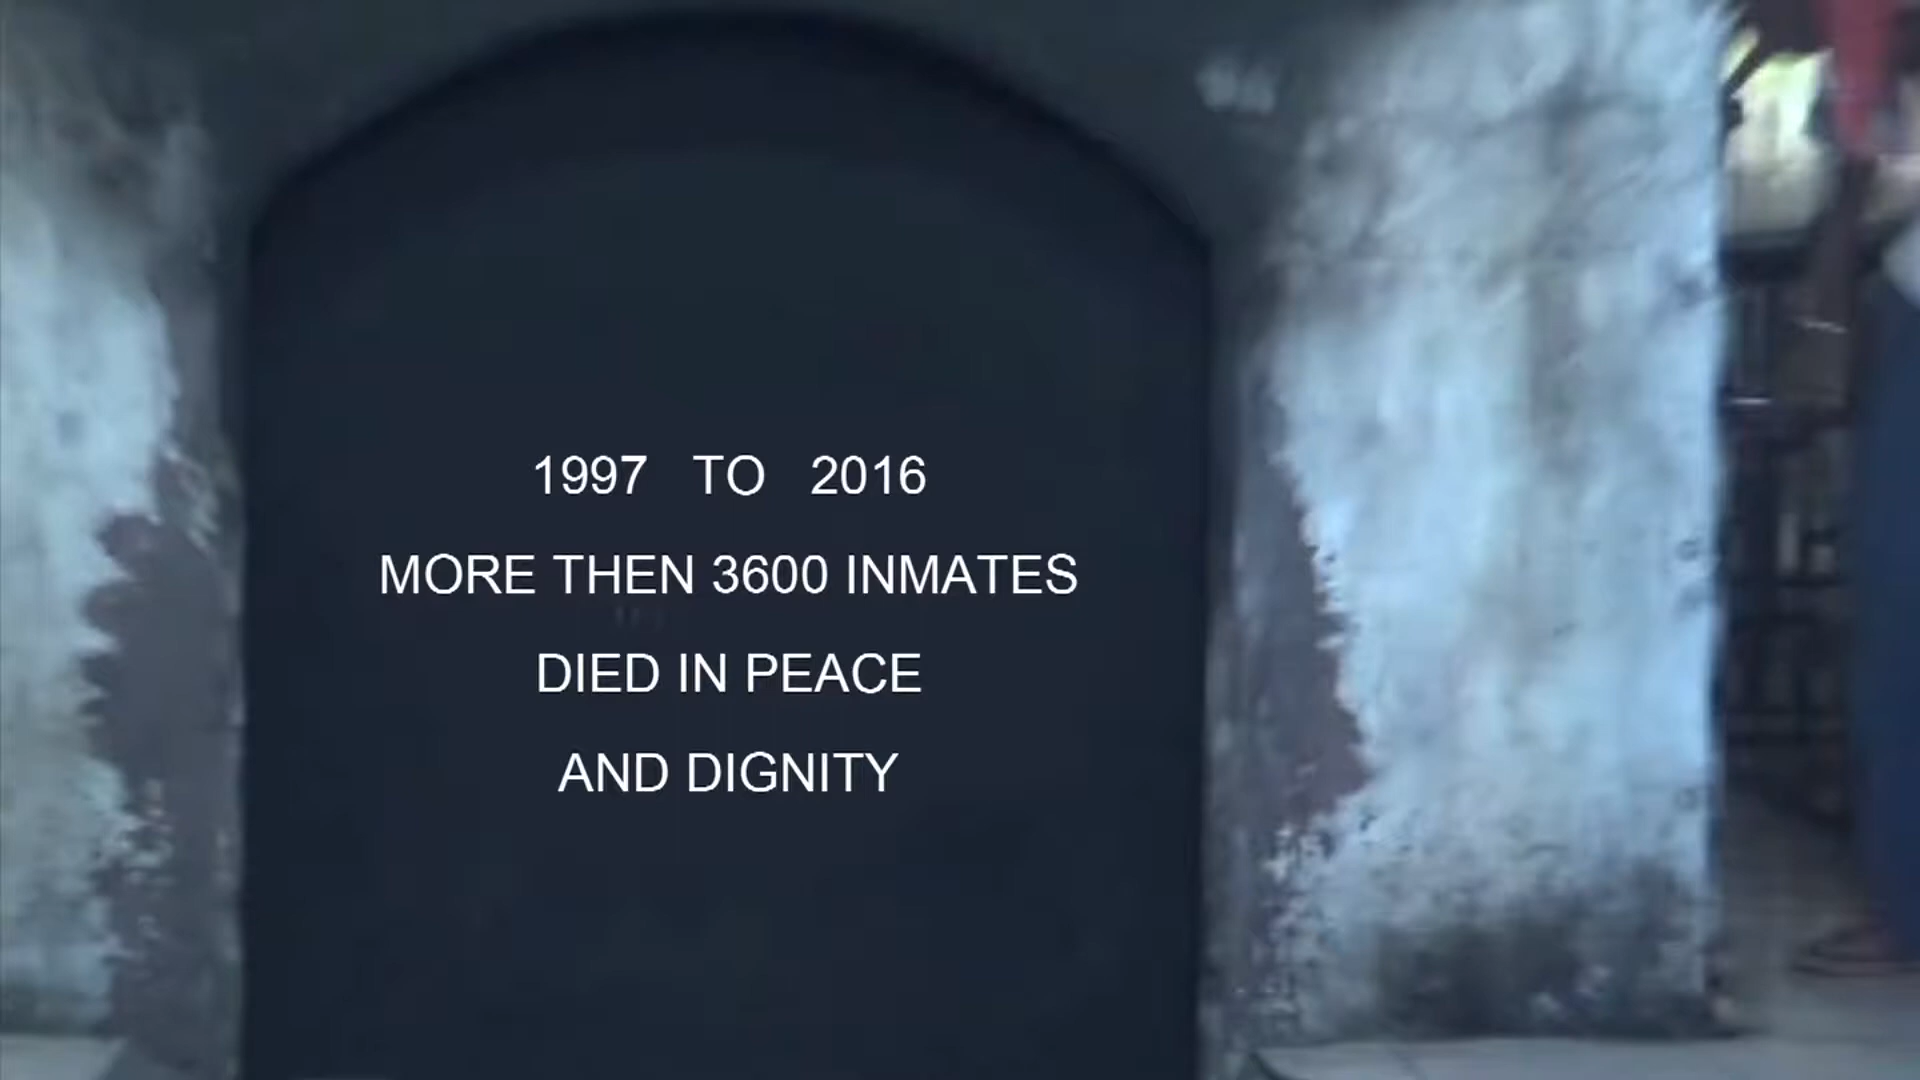 1997 TO 2016
MORE THEN 3600 INMATES
DIED IN PEACE
AND DIGNITY